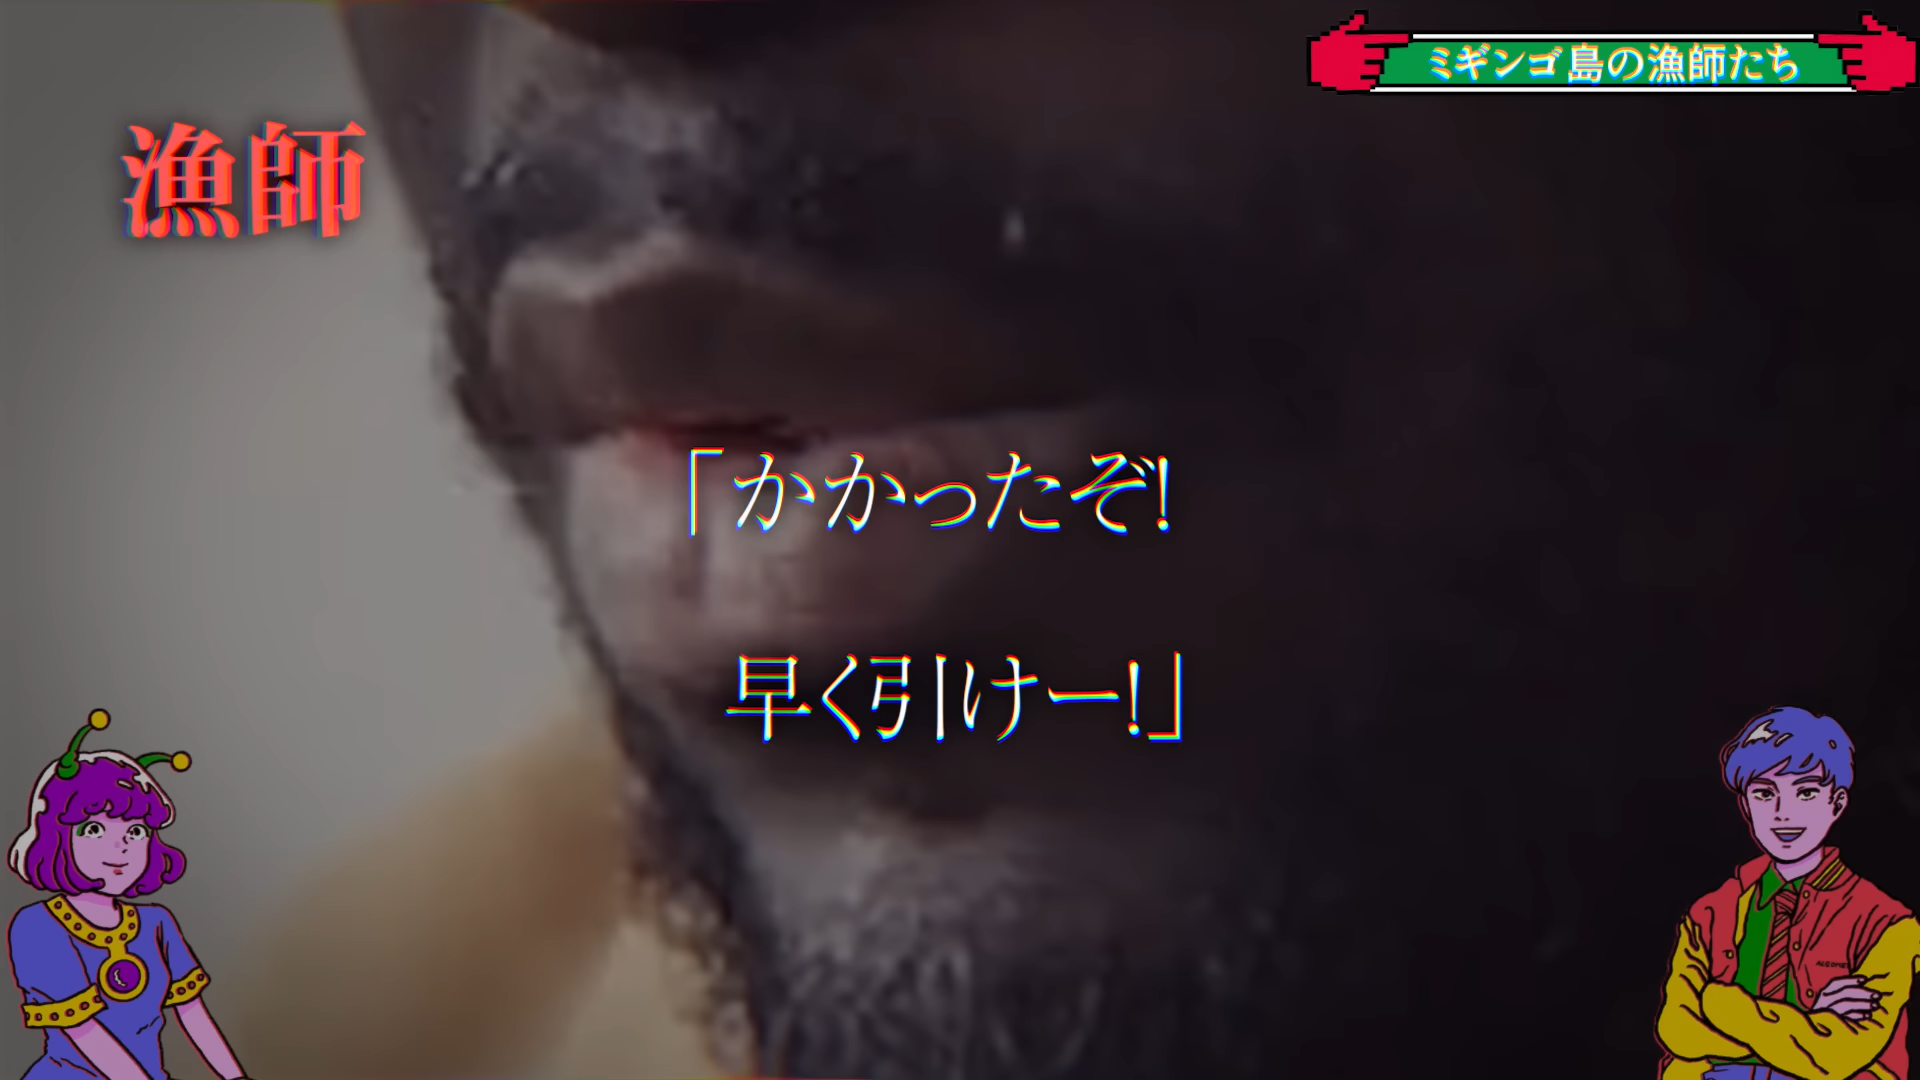 ミギンゴ島の漁師たち
漁師
「かかったぞ!
早く引けー!」